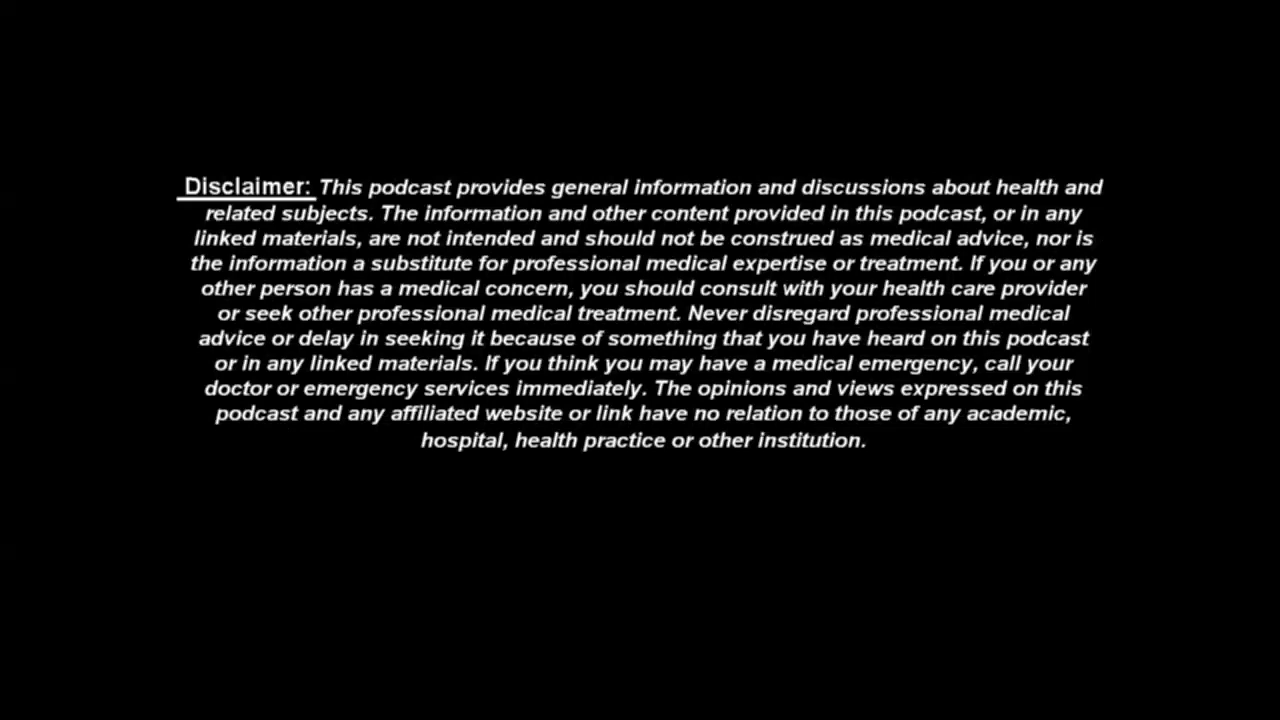 Disclaimer: This podcast provides general information and discussions about health and
related subjects. The information and other content provided in this podcast, or in any
linked materials, are not intended and should not be construed as medical advice, nor is
the information a substitute for professional medical expertise or treatment. If you or any
other person has a medical concern, you should consult with your health care provider
or seek other professional medical treatment. Never disregard professional medical
advice or delay in seeking it because of something that you have heard on this podcast
or in any linked materials. If you think you may have a medical emergency, call your
doctor or emergency services immediately. The opinions and views expressed on this
podcast and any affiliated website or link have no relation to those of any academic,
hospital, health practice or other institution.